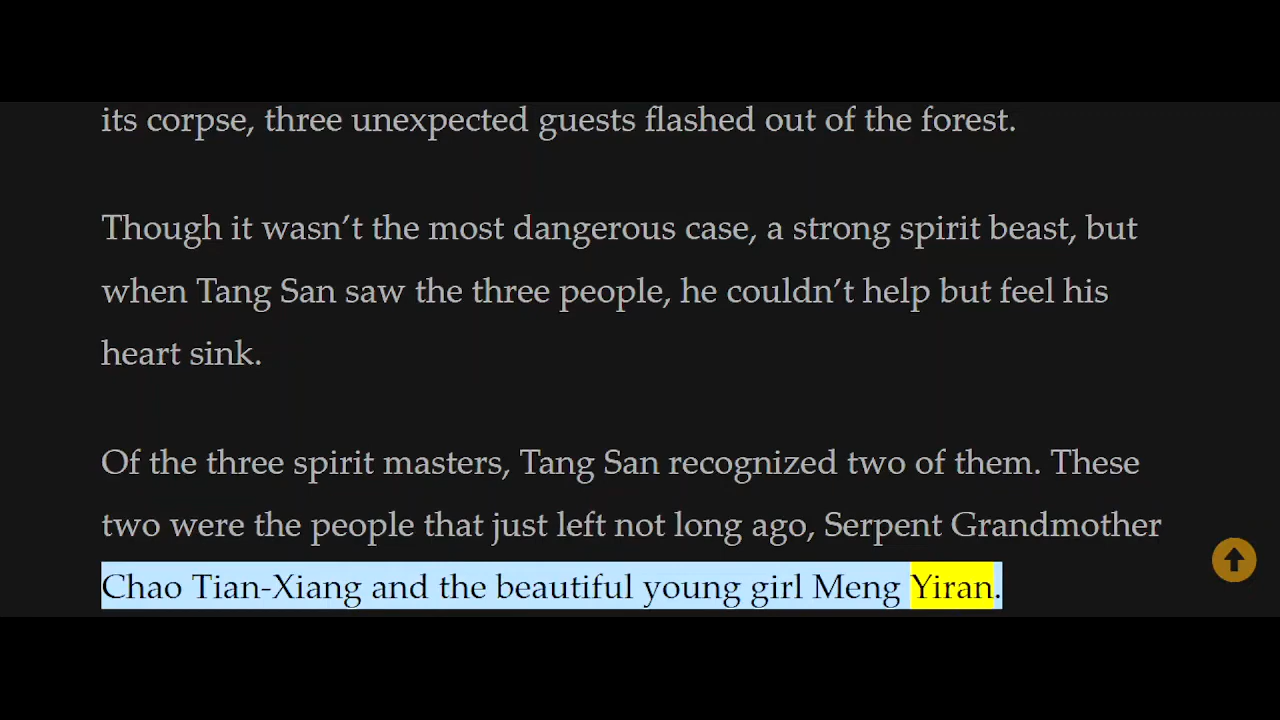 its corpse, three unexpected guests flashed out of the forest.
Though it wasn’t the most dangerous case, a strong spirit beast, but
when Tang San saw the three people, he couldn’t help but feel his
heart sink.
Of the three spirit masters, Tang San recognized two of them. These
two were the people that just left not long ago, Serpent Grandmother
Chao Tian-Xiang and the beautiful young girl Meng Yiran.